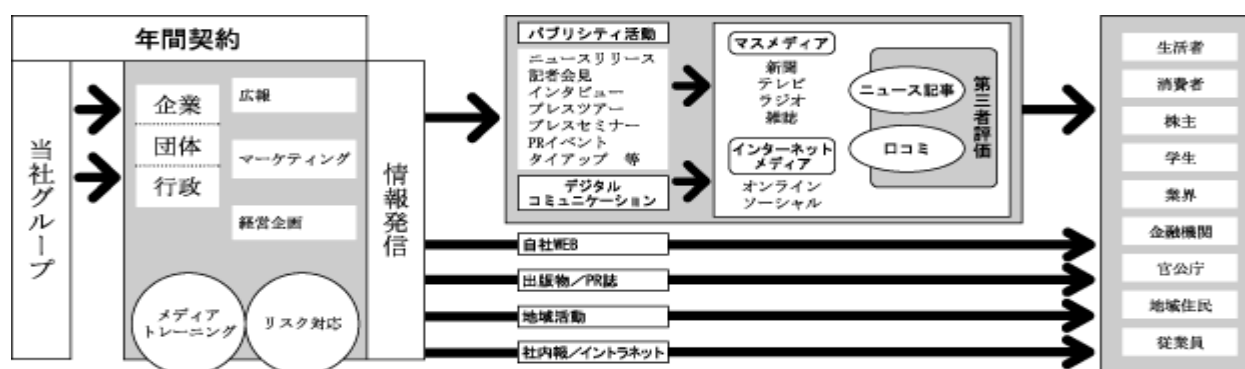 年間契約
当社グループ
企業
団体
行政
広報
マーケティング
経営企画
メディア
トレーニング
リスク対応
情報発信
パブリシティ活動
ニュースリリース
記者会見
インタビュー
プレスツアー
プレスセミナー
PRイベント
タイアップ 等
デジタル
コミュニケーション
マスメディア
新聞
テレビ
ラジオ
雑誌
インターネット
メディア
オンライン
ソーシャル
ニュース記事
口コミ
第三者評価
自社WEB
出版物/PR誌
地域活動
社内報/イントラネット
生活者
消費者
株主
学生
業界
金融機関
官公庁
地域住民
従業員